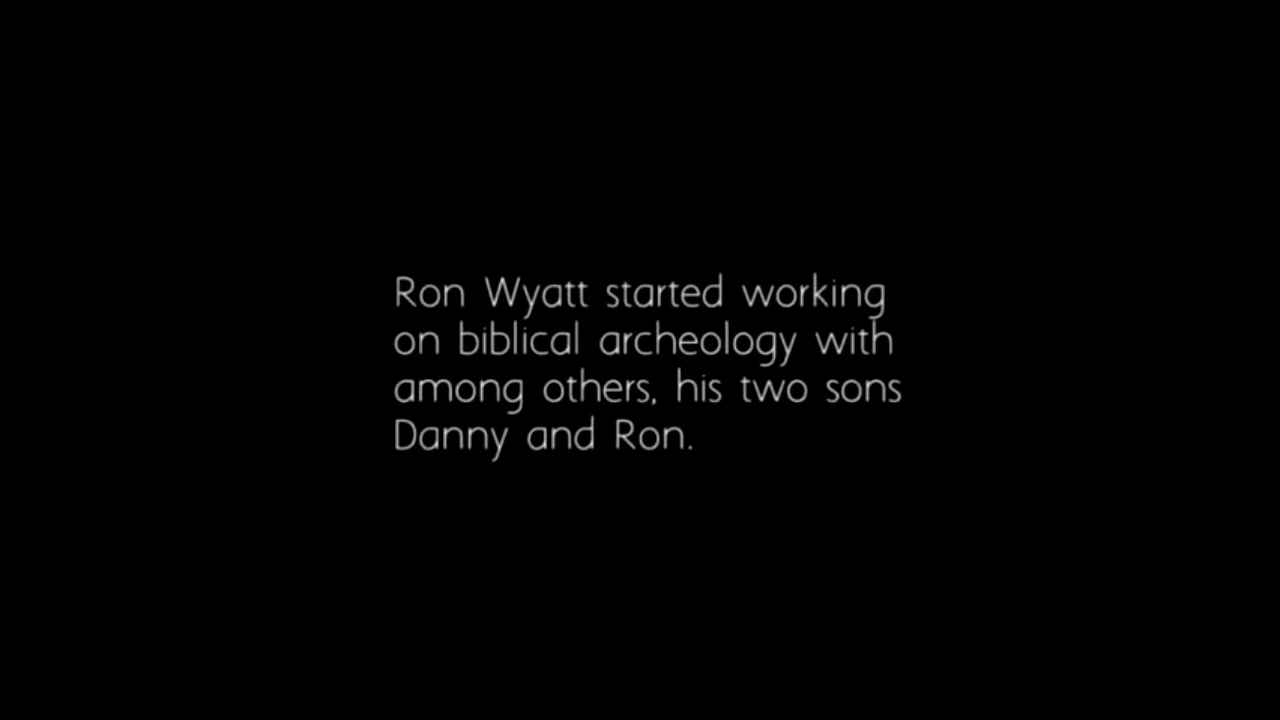 Ron Wyatt started working
on biblical archeology with
among others, his two sons
Danny and Ron.